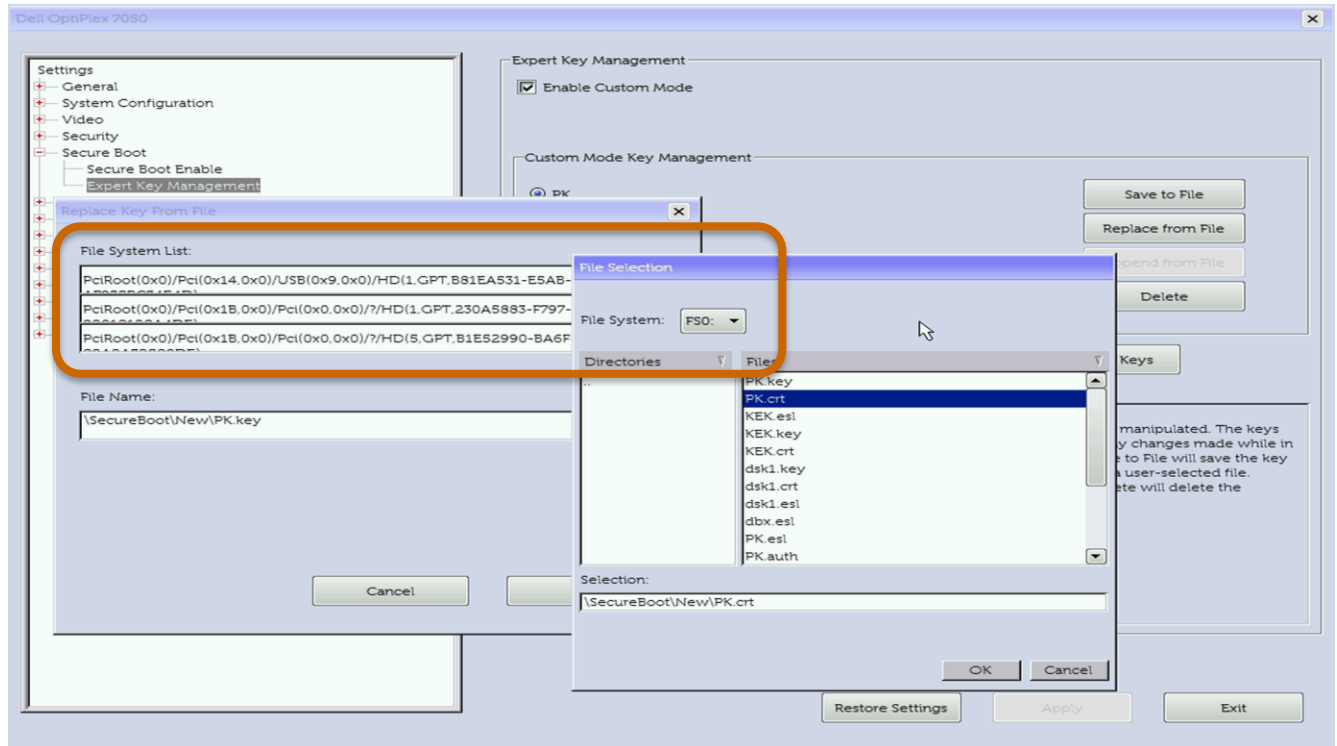 Dell OptiPlex 7050
Settings
General
System Configuration
Video
Security
Secure Boot
Secure Boot Enable
Expert Key Management
Expert Key Management
Enable Custom Mode
Custom Mode Key Management
PK
Save to File
Replace from File
pend from File
Delete
Keys
manipulated. The keys
y changes made while in
to File will save the key
user-selected file.
ete will delete the
Replace Key From File
File System List:
PciRoot(0x0)/Pci(0x14,0x0)/USB(0x9,0x0)/HD(1,GPT,B81EA531-E5AB-
PciRoot(0x0)/Pci(0x1B,0x0)/Pci(0x0,0x0)/?/HD(1,GPT,230A5883-F797-
PciRoot(0x0)/Pci(0x1B,0x0)/Pci(0x0,0x0)/?/HD(5,GPT,B1E52990-BA6F
File Name:
\SecureBoot\New\PK.key
Cancel
File Selection
File System:
FS0:
Directories
Files
..
PK.key
PK.crt
KEK.esl
KEK.key
KEK.crt
dsk1.key
dsk1.crt
dsk1.esl
dbx.esl
PK.esl
PK.auth
Selection:
\SecureBoot\New\PK.crt
OK
Cancel
Restore Settings
Apply
Exit